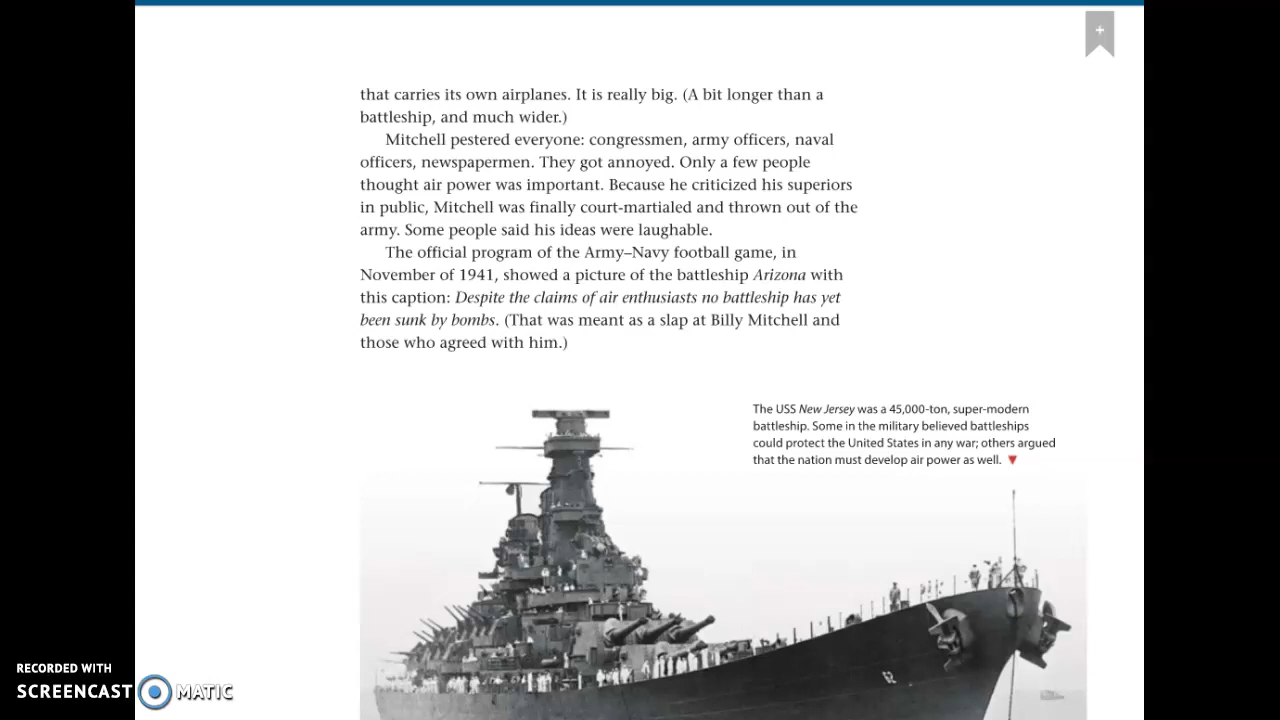 that carries its own airplanes. It is really big. (A bit longer than a
battleship, and much wider.)
Mitchell pestered everyone: congressmen, army officers, naval
officers, newspapermen. They got annoyed. Only a few people
thought air power was important. Because he criticized his superiors
in public, Mitchell was finally court-martialed and thrown out of the
army. Some people said his ideas were laughable.
The official program of the Army–Navy football game, in
November of 1941, showed a picture of the battleship Arizona with
this caption: Despite the claims of air enthusiasts no battleship has yet
been sunk by bombs. (That was meant as a slap at Billy Mitchell and
those who agreed with him.)
The USS New Jersey was a 45,000-ton, super-modern
battleship. Some in the military believed battleships
could protect the United States in any war; others argued
that the nation must develop air power as well.
62
RECORDED WITH
SCREENCAST MATIC